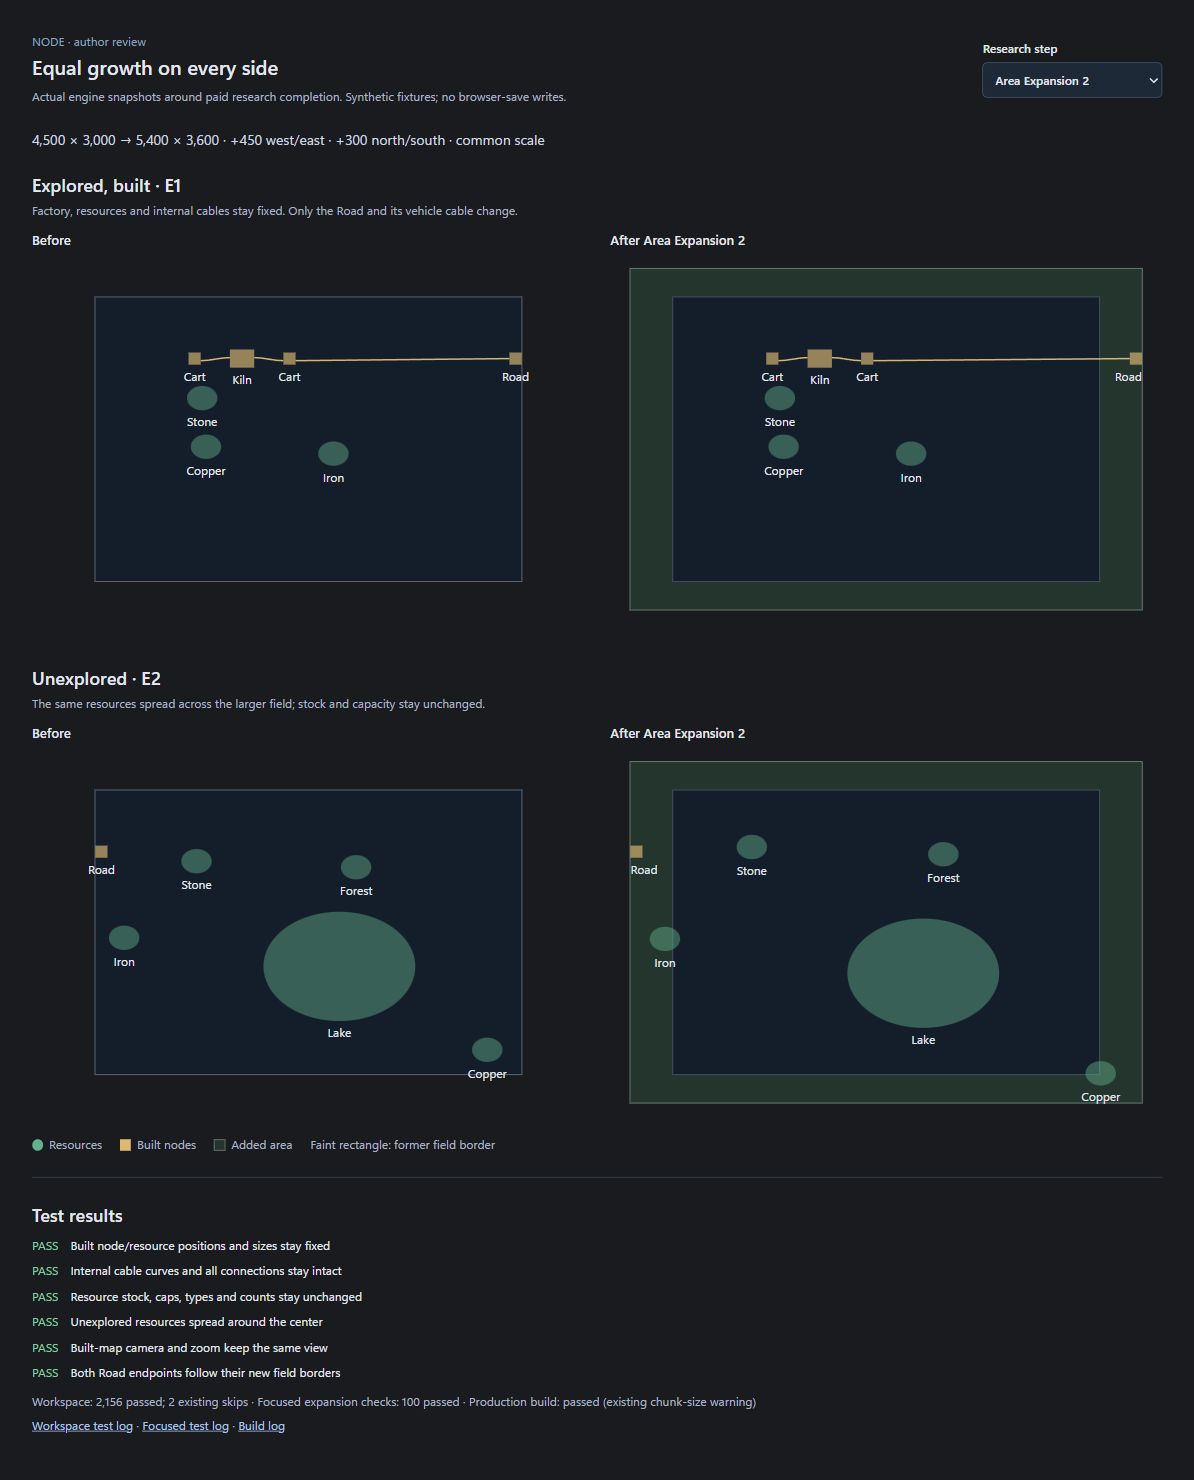 NODE · author review
Equal growth on every side
Actual engine snapshots around paid research completion. Synthetic fixtures; no browser-save writes.
Research step
Area Expansion 2
4,500 × 3,000 → 5,400 × 3,600 · +450 west/east · +300 north/south · common scale
Explored, built · E1
Factory, resources and internal cables stay fixed. Only the Road and its vehicle cable change.
Before
Cart
Kiln
Cart
Road
Stone
Copper
Iron
After Area Expansion 2
Cart
Kiln
Cart
Road
Stone
Copper
Iron
Unexplored · E2
The same resources spread across the larger field; stock and capacity stay unchanged.
Before
Road
Stone
Forest
Iron
Lake
Copper
After Area Expansion 2
Road
Stone
Forest
Iron
Lake
Copper
Resources
Built nodes
Added area
Faint rectangle: former field border
Test results
PASS Built node/resource positions and sizes stay fixed
PASS Internal cable curves and all connections stay intact
PASS Resource stock, caps, types and counts stay unchanged
PASS Unexplored resources spread around the center
PASS Built-map camera and zoom keep the same view
PASS Both Road endpoints follow their new field borders
Workspace: 2,156 passed; 2 existing skips · Focused expansion checks: 100 passed · Production build: passed (existing chunk-size warning)
Workspace test log · Focused test log · Build log